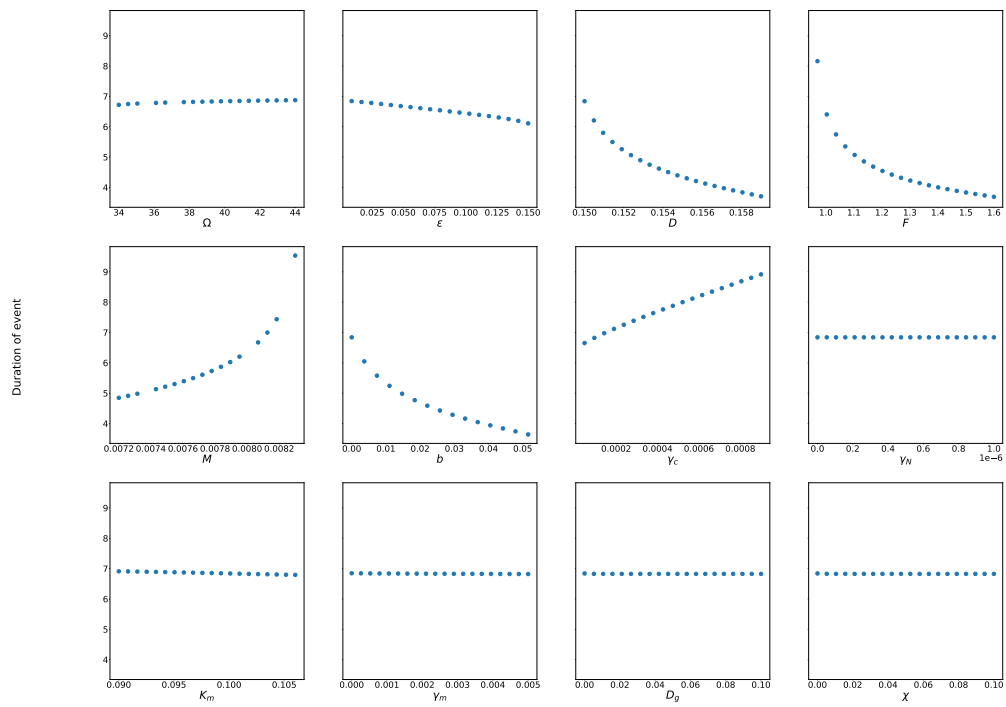 9
8
7
6
5
4
34 36 38 40 42 44
Ω
0.025 0.050 0.075 0.100 0.125 0.150
ε
0.150 0.152 0.154 0.156 0.158
D
1.0 1.1 1.2 1.3 1.4 1.5 1.6
F
Duration of event
9
8
7
6
5
4
0.0072 0.0074 0.0076 0.0078 0.0080 0.0082
M
0.00 0.01 0.02 0.03 0.04 0.05
b
0.0002 0.0004 0.0006 0.0008
γc
0.0 0.2 0.4 0.6 0.8 1.0
1e-6
γN
9
8
7
6
5
4
0.090 0.095 0.100 0.105
Km
0.000 0.001 0.002 0.003 0.004 0.005
γm
0.00 0.02 0.04 0.06 0.08 0.10
Dg
0.00 0.02 0.04 0.06 0.08 0.10
χ